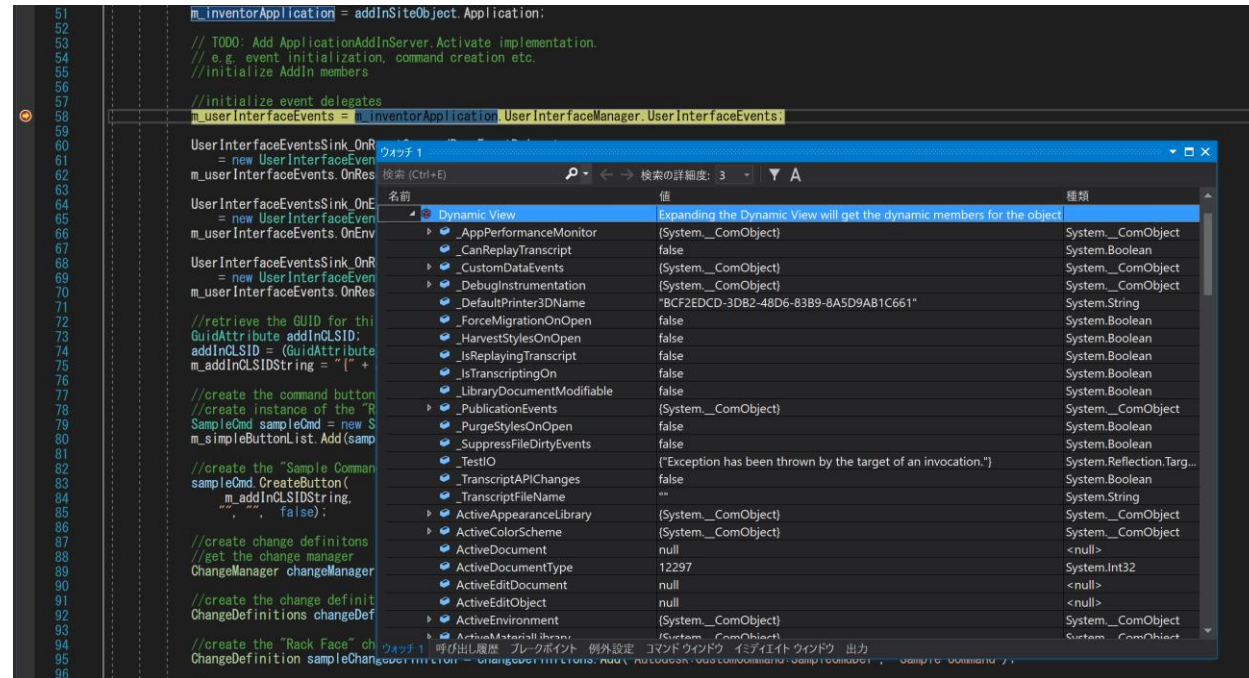 51 m_inventorApplication = addInSiteObject.Application;
52
53 // TODO: Add ApplicationAddInServer.Activate implementation.
54 // e.g. event initialization, command creation etc.
55 //initialize AddIn members
56
57 //initialize event delegates
58 m_userInterfaceEvents = m_inventorApplication.UserInterfaceManager.UserInterfaceEvents;
59
60 UserInterfaceEventsSink_OnR
61 = new UserInterfaceEven
62 m_userInterfaceEvents.OnRes
63
64 UserInterfaceEventsSink_OnE
65 = new UserInterfaceEven
66 m_userInterfaceEvents.OnEnv
67
68 UserInterfaceEventsSink_OnR
69 = new UserInterfaceEven
70 m_userInterfaceEvents.OnRes
71
72 //retrieve the GUID for thi
73 GuidAttribute addInCLSID;
74 addInCLSID = (GuidAttribute
75 m_addInCLSIDString = "{" +
76
77 //create the command button
78 //create instance of the "R
79 SampleCmd sampleCmd = new S
80 m_simpleButtonList.Add(samp
81
82 //create the "Sample Comman
83 sampleCmd.CreateButton(
84 m_addInCLSIDString,
85 "", "", false);
86
87 //create change definitons
88 //get the change manager
89 ChangeManager changeManager
90
91 //create the change definit
92 ChangeDefinitions changeDef
93
94 //create the "Rack Face" ch
95 ChangeDefinition sampleChangeDefinition = changeDefinitions.Add("Autodesk:CustomCommand:SampleCmdDef", "Sample Command");
96
ウォッチ 1
検索 (Ctrl+E) 検索の詳細度: 3 A
名前 値 種類
Dynamic View Expanding the Dynamic View will get the dynamic members for the object
_AppPerformanceMonitor {System.__ComObject} System.__ComObject
_CanReplayTranscript false System.Boolean
_CustomDataEvents {System.__ComObject} System.__ComObject
_DebugInstrumentation {System.__ComObject} System.__ComObject
_DefaultPrinter3DName "BCF2EDCD-3DB2-48D6-83B9-8A5D9AB1C661" System.String
_ForceMigrationOnOpen false System.Boolean
_HarvestStylesOnOpen false System.Boolean
_IsReplayingTranscript false System.Boolean
_IsTranscriptingOn false System.Boolean
_LibraryDocumentModifiable false System.Boolean
_PublicationEvents {System.__ComObject} System.__ComObject
_PurgeStylesOnOpen false System.Boolean
_SuppressFileDirtyEvents false System.Boolean
_TestIO {"Exception has been thrown by the target of an invocation."} System.Reflection.Targ...
_TranscriptAPIChanges false System.Boolean
_TranscriptFileName "" System.String
ActiveAppearanceLibrary {System.__ComObject} System.__ComObject
ActiveColorScheme {System.__ComObject} System.__ComObject
ActiveDocument null <null>
ActiveDocumentType 12297 System.Int32
ActiveEditDocument null <null>
ActiveEditObject null <null>
ActiveEnvironment {System.__ComObject} System.__ComObject
ActiveMaterialLibrary {System.__ComObject} System.__ComObject
ウォッチ 1 呼び出し履歴 ブレークポイント 例外設定 コマンド ウィンドウ イミディエイト ウィンドウ 出力